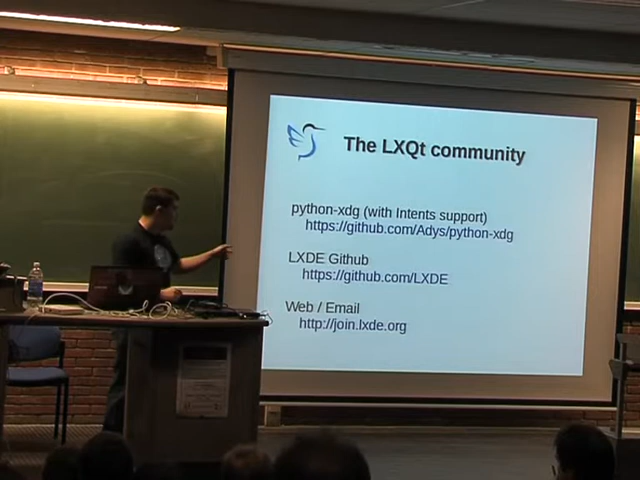 The LXQt community
python-xdg (with Intents support)
https://github.com/Adys/python-xdg
LXDE Github
https://github.com/LXDE
Web / Email
http://join.lxde.org